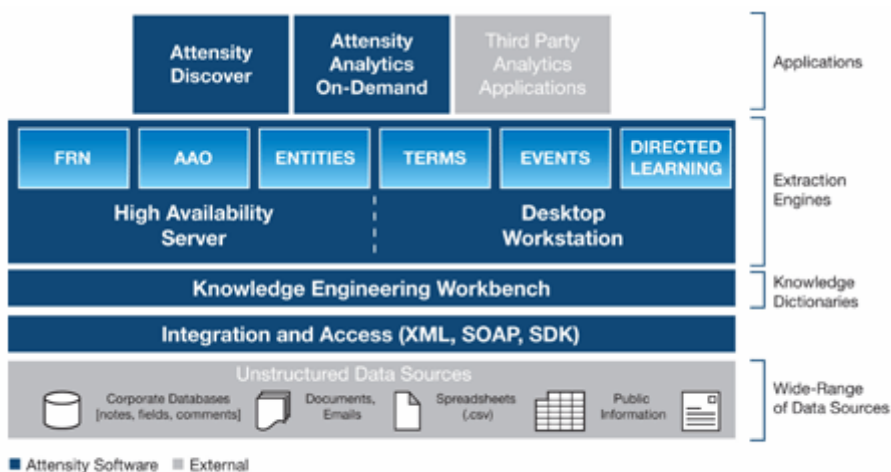 Attensity
Discover
Attensity
Analytics
On-Demand
Third Party
Analytics
Applications
Applications
FRN
AAO
ENTITIES
TERMS
EVENTS
DIRECTED
LEARNING
High Availability
Server
Desktop
Workstation
Extraction
Engines
Knowledge Engineering Workbench
Knowledge
Dictionaries
Integration and Access (XML, SOAP, SDK)
Unstructured Data Sources
Corporate Databases
[notes, fields, comments]
Documents,
Emails
Spreadsheets
(.csv)
Public
Information
Wide-Range
of Data Sources
Attensity Software
External